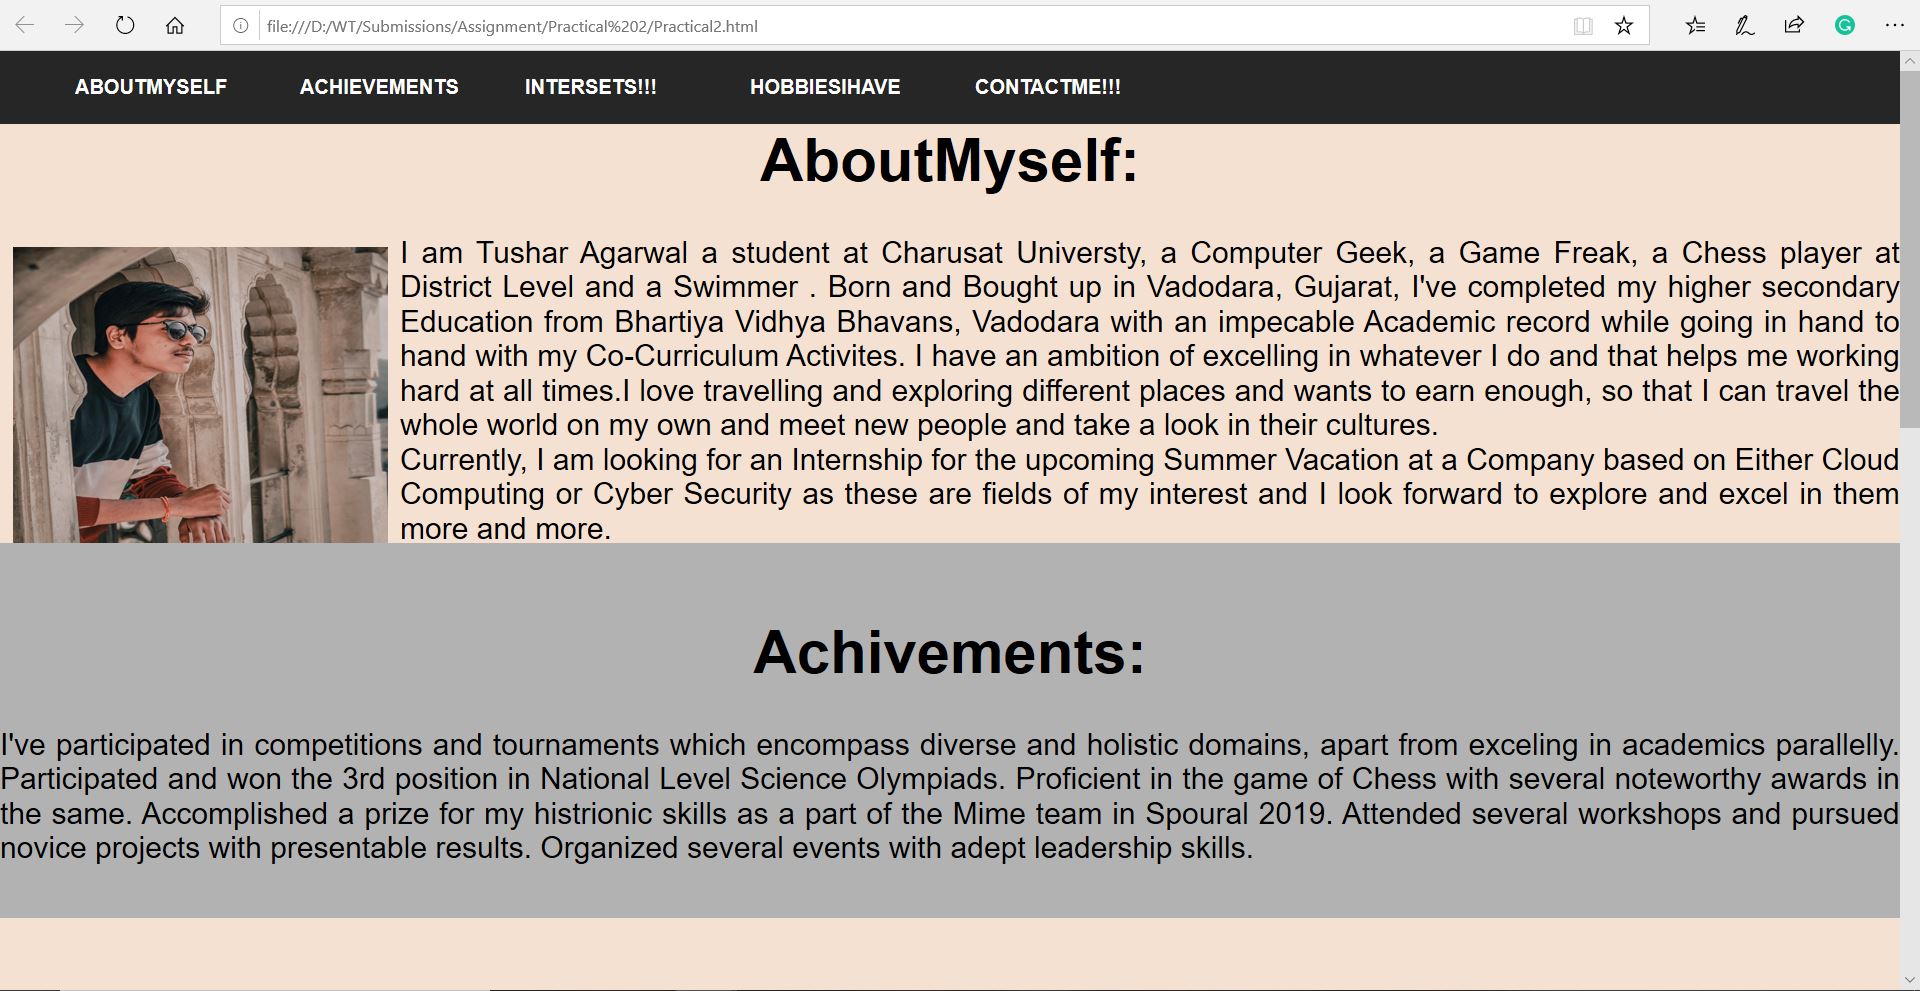 file:///D:/WT/Submissions/Assignment/Practical%202/Practical2.html
ABOUTMYSELF ACHIEVEMENTS INTERSETS!!! HOBBIESIHAVE CONTACTME!!!
AboutMyself:
I am Tushar Agarwal a student at Charusat Universty, a Computer Geek, a Game Freak, a Chess player at
District Level and a Swimmer . Born and Bought up in Vadodara, Gujarat, I've completed my higher secondary
Education from Bhartiya Vidhya Bhavans, Vadodara with an impecable Academic record while going in hand to
hand with my Co-Curriculum Activites. I have an ambition of excelling in whatever I do and that helps me working
hard at all times.I love travelling and exploring different places and wants to earn enough, so that I can travel the
whole world on my own and meet new people and take a look in their cultures.
Currently, I am looking for an Internship for the upcoming Summer Vacation at a Company based on Either Cloud
Computing or Cyber Security as these are fields of my interest and I look forward to explore and excel in them
more and more.
Achivements:
I've participated in competitions and tournaments which encompass diverse and holistic domains, apart from exceling in academics parallelly.
Participated and won the 3rd position in National Level Science Olympiads. Proficient in the game of Chess with several noteworthy awards in
the same. Accomplished a prize for my histrionic skills as a part of the Mime team in Spoural 2019. Attended several workshops and pursued
novice projects with presentable results. Organized several events with adept leadership skills.